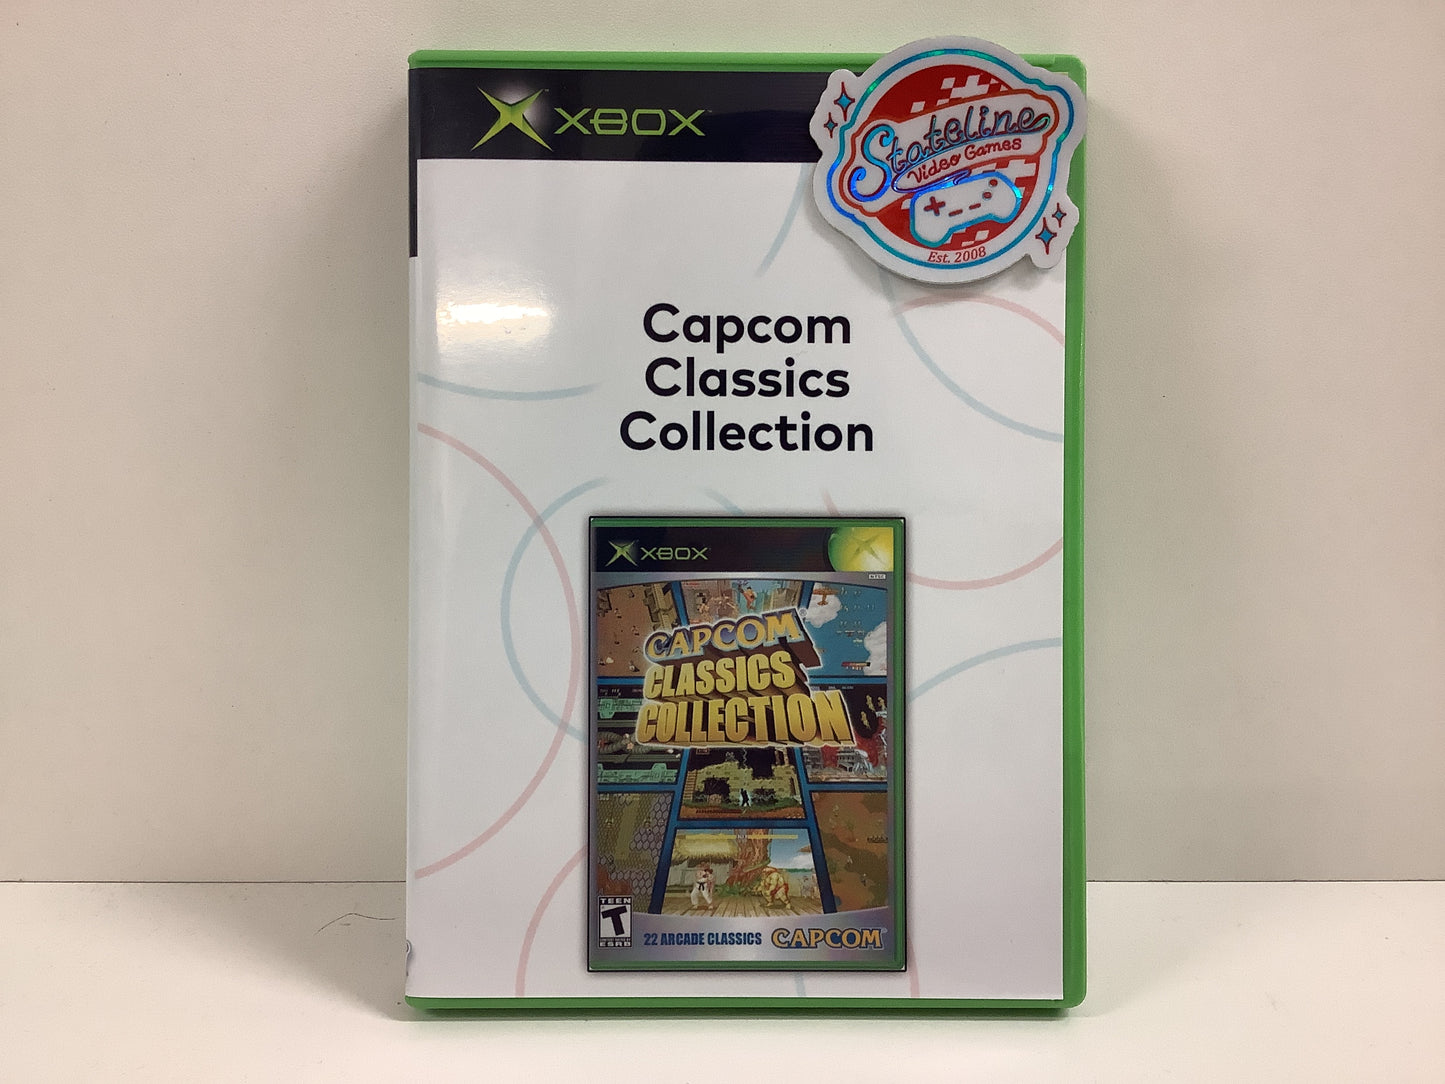 XBOX
Stateline
Video Games
Est. 2008
Capcom
Classics
Collection
XBOX
NTSC
CAPCOM
CLASSICS
COLLECTION
TEEN
T
ESRB
22 ARCADE CLASSICS
CAPCOM